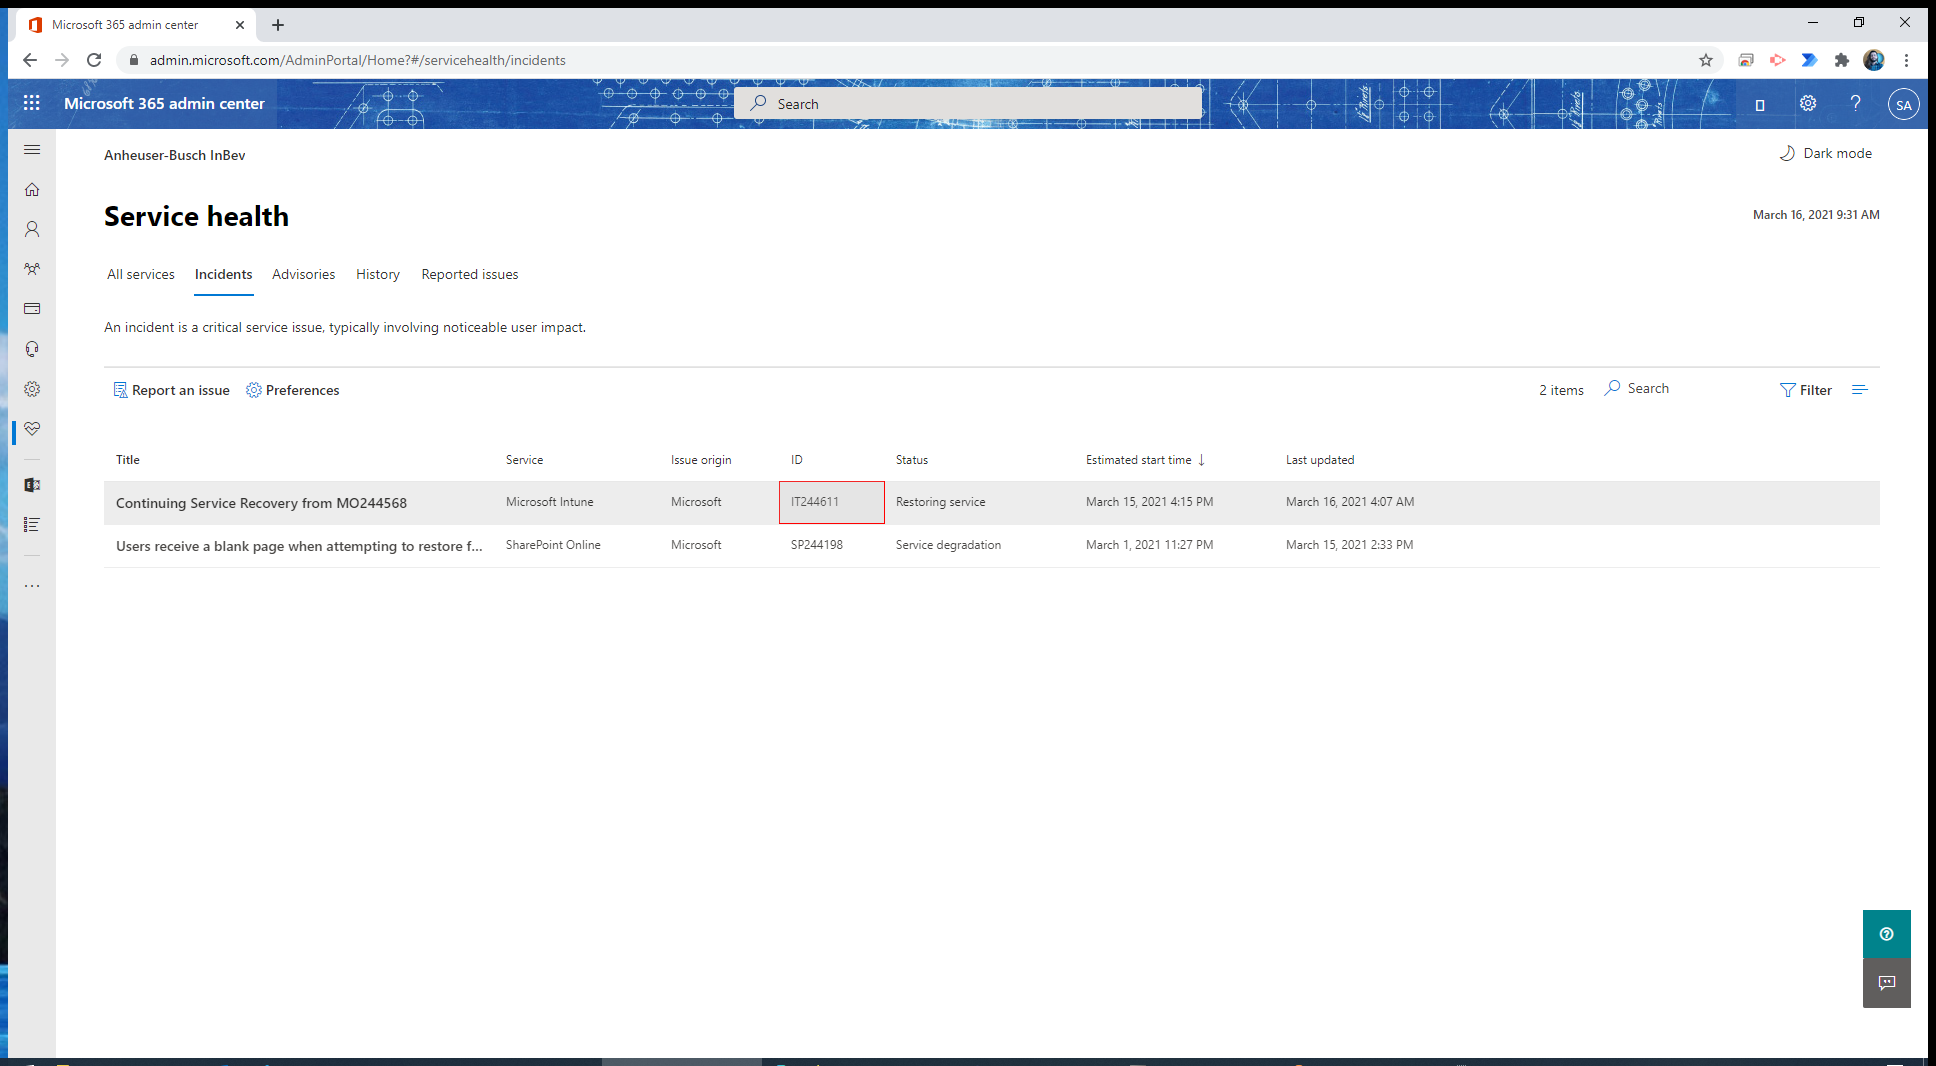 Microsoft 365 admin center
admin.microsoft.com/AdminPortal/Home?#/servicehealth/incidents
Microsoft 365 admin center
Search
SA
Anheuser-Busch InBev
Dark mode
Service health
March 16, 2021 9:31 AM
All services Incidents Advisories History Reported issues
An incident is a critical service issue, typically involving noticeable user impact.
Report an issue Preferences 2 items Search Filter
Title Service Issue origin ID Status Estimated start time ↓ Last updated
Continuing Service Recovery from MO244568 Microsoft Intune Microsoft IT244611 Restoring service March 15, 2021 4:15 PM March 16, 2021 4:07 AM
Users receive a blank page when attempting to restore f... SharePoint Online Microsoft SP244198 Service degradation March 1, 2021 11:27 PM March 15, 2021 2:33 PM